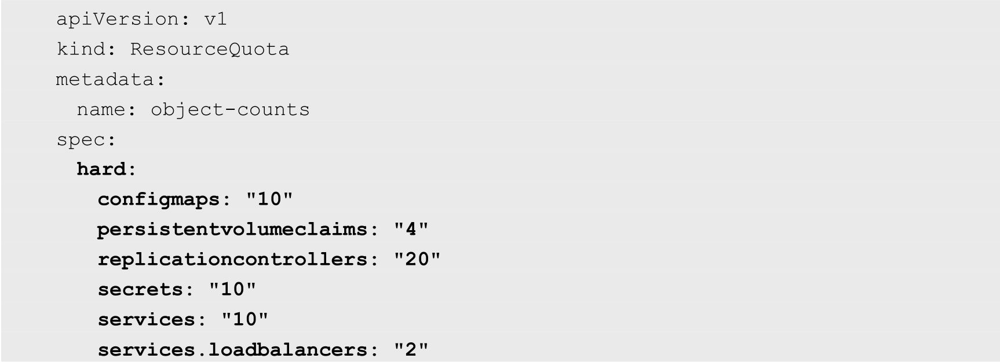 apiVersion: v1
kind: ResourceQuota
metadata:
  name: object-counts
spec:
  hard:
    configmaps: "10"
    persistentvolumeclaims: "4"
    replicationcontrollers: "20"
    secrets: "10"
    services: "10"
    services.loadbalancers: "2"